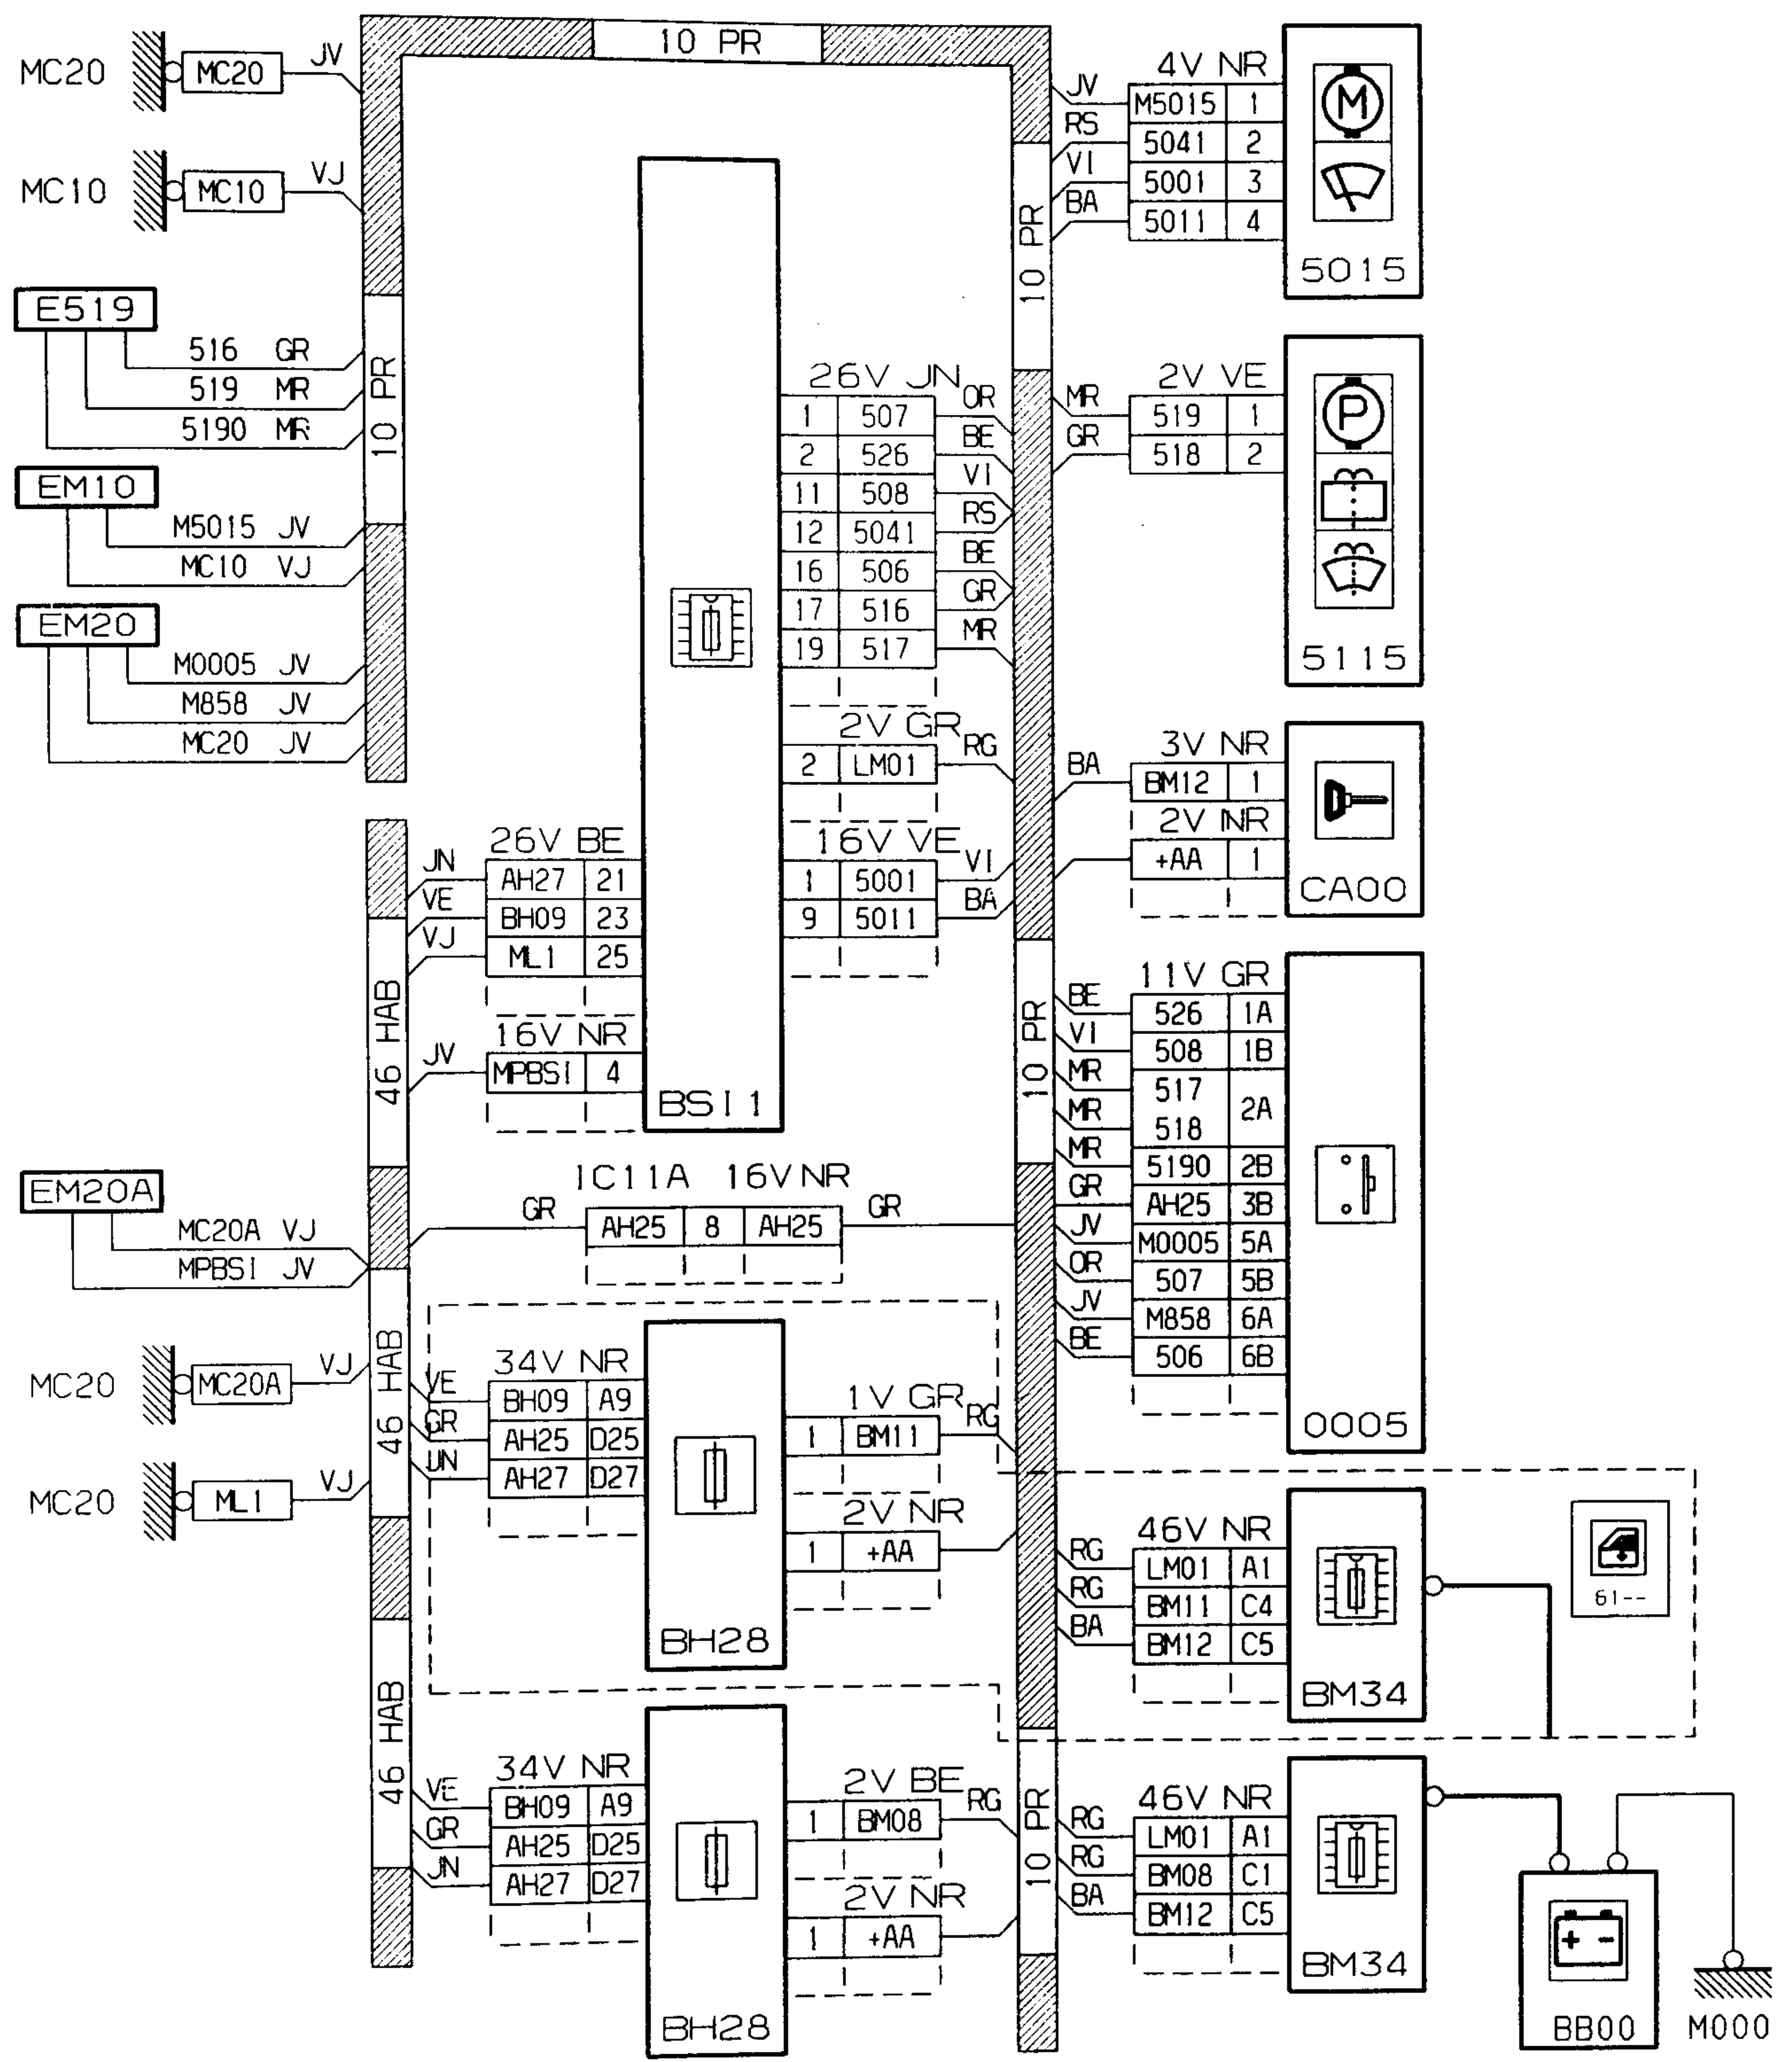 10 PR
MC20 MC20 JV
MC10 MC10 VJ
E519
516 GR
519 MR
5190 MR
10 PR
EM10
M5015 JV
MC10 VJ
EM20
M0005 JV
M858 JV
MC20 JV
26V BE
JN AH27 21
VE BH09 23
VJ ML1 25
46 HAB
16V NR
JV MPBSI 4
BSI1
26V JN
1 507 OR
2 526 BE
11 508 VI
12 5041 RS
16 506 BE
17 516 GR
19 517 MR
2V GR
2 LM01 RG
16V VE
1 5001 VI
9 5011 BA
10 PR
4V NR
JV M5015 1
RS 5041 2
VI 5001 3
BA 5011 4
M
5015
2V VE
MR 519 1
GR 518 2
P
5115
3V NR
BA BM12 1
2V NR
+AA 1
CA00
10 PR
11V GR
BE 526 1A
VI 508 1B
MR 517 2A
MR 518
MR 5190 2B
GR AH25 3B
JV M0005 5A
OR 507 5B
JV M858 6A
BE 506 6B
0005
EM20A
MC20A VJ
MPBSI JV
IC11A 16V NR
GR AH25 8 AH25 GR
MC20 MC20A VJ
MC20 ML1 VJ
46 HAB
34V NR
VE BH09 A9
GR AH25 D25
JN AH27 D27
BH28
1V GR
1 BM11 RG
2V NR
1 +AA
46V NR
RG LM01 A1
RG BM11 C4
BA BM12 C5
BM34
61--
46 HAB
34V NR
VE BH09 A9
GR AH25 D25
JN AH27 D27
BH28
2V BE
1 BM08 RG
2V NR
1 +AA
10 PR
46V NR
RG LM01 A1
RG BM08 C1
BA BM12 C5
BM34
+ -
BB00
M000